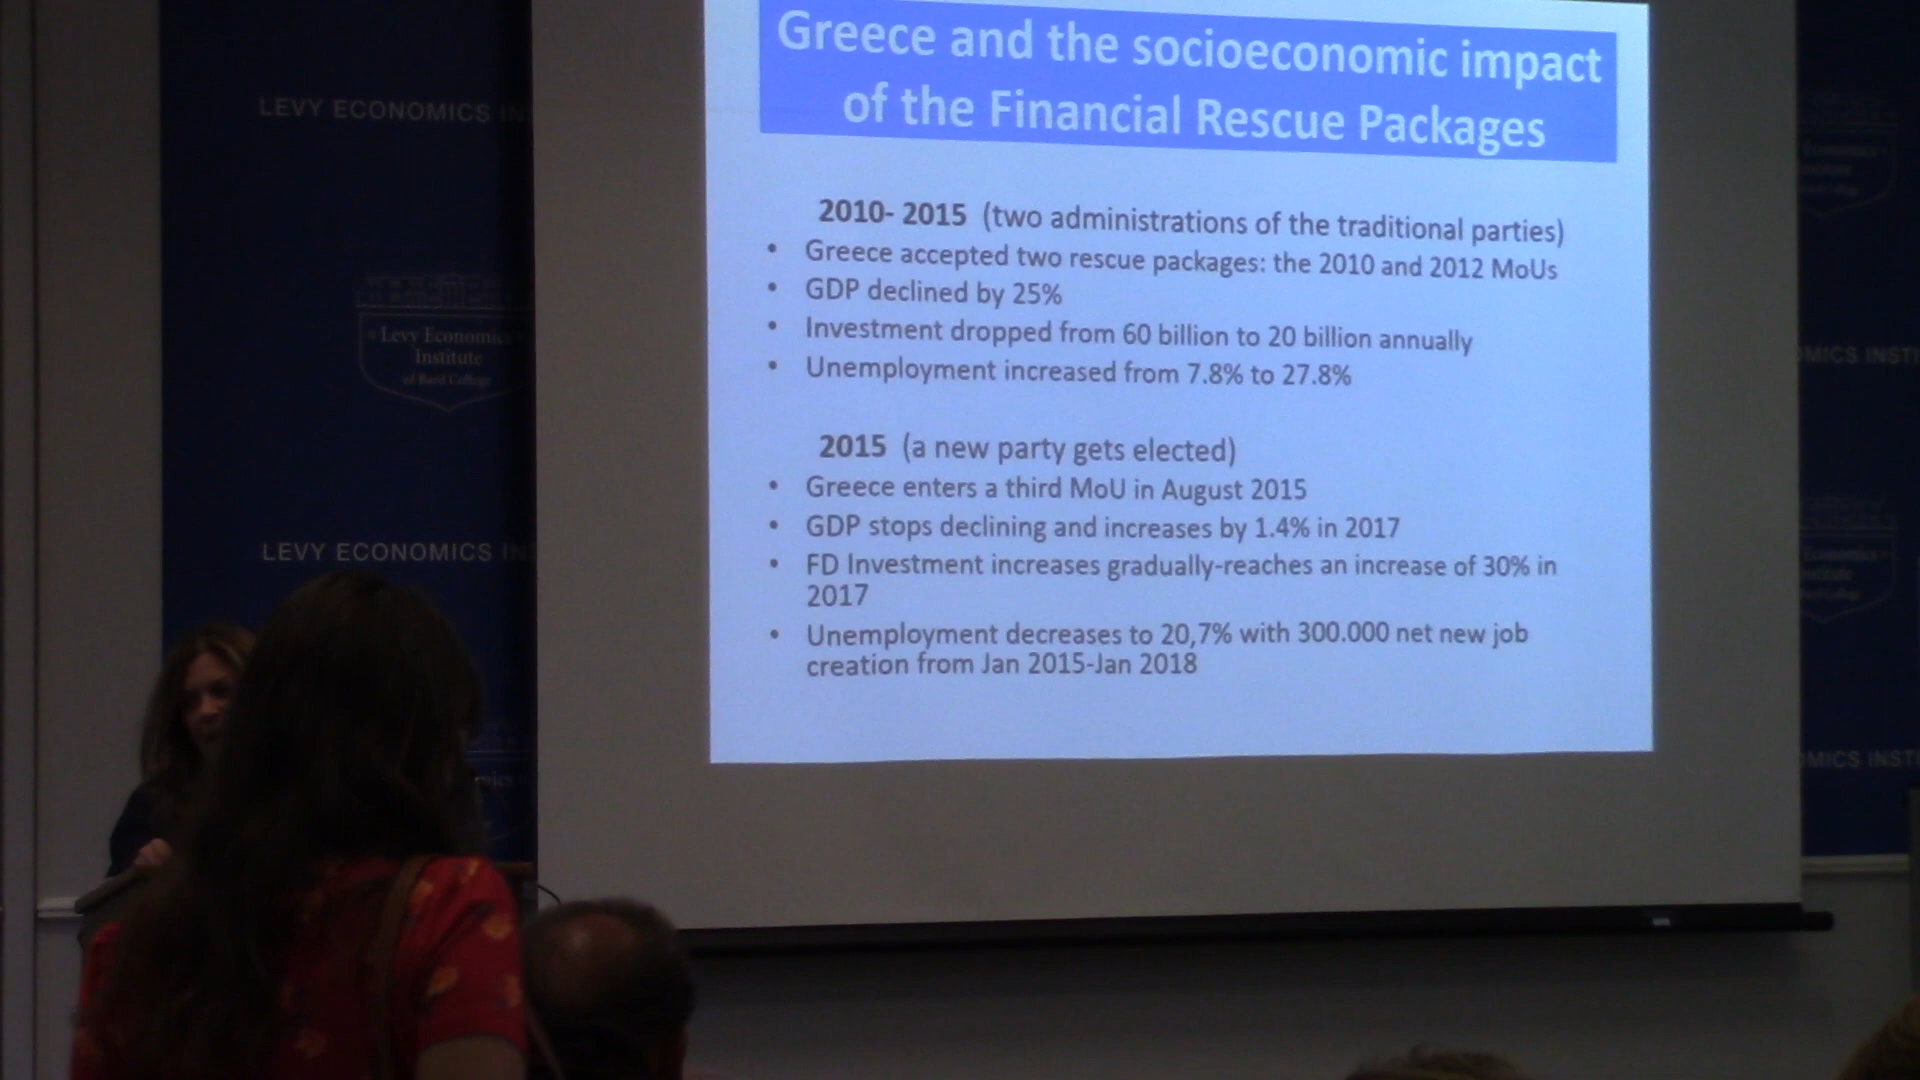 Greece and the socioeconomic impact
of the Financial Rescue Packages
2010- 2015 (two administrations of the traditional parties)
• Greece accepted two rescue packages: the 2010 and 2012 MoUs
• GDP declined by 25%
• Investment dropped from 60 billion to 20 billion annually
• Unemployment increased from 7.8% to 27.8%
2015 (a new party gets elected)
• Greece enters a third MoU in August 2015
• GDP stops declining and increases by 1.4% in 2017
• FD Investment increases gradually-reaches an increase of 30% in
2017
• Unemployment decreases to 20,7% with 300.000 net new job
creation from Jan 2015-Jan 2018
LEVY ECONOMICS IN
Levy Economics
Institute
of Bard College
LEVY ECONOMICS IN
OMICS INSTI
OMICS INSTI